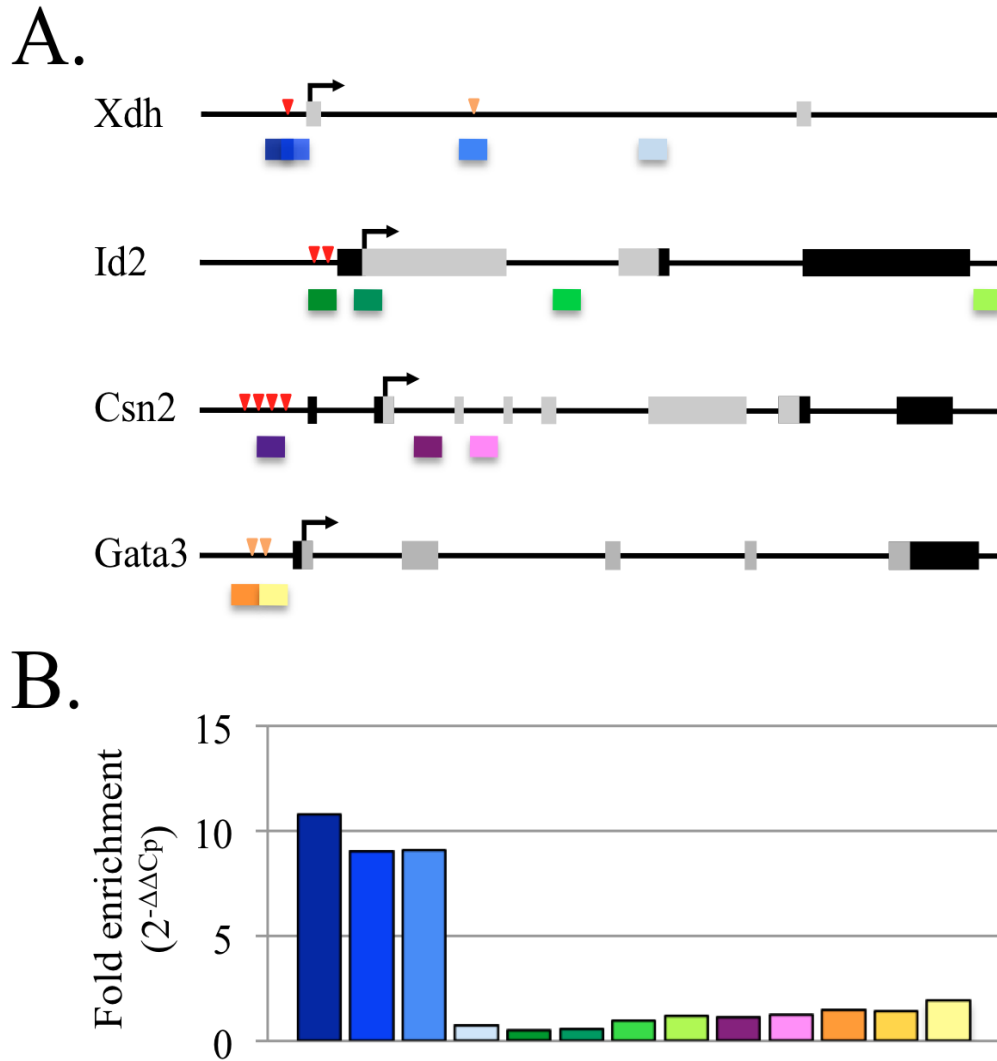 A.
Xdh
Id2
Csn2
Gata3
B.
Fold enrichment
(2-ΔΔCp)
15
10
5
0